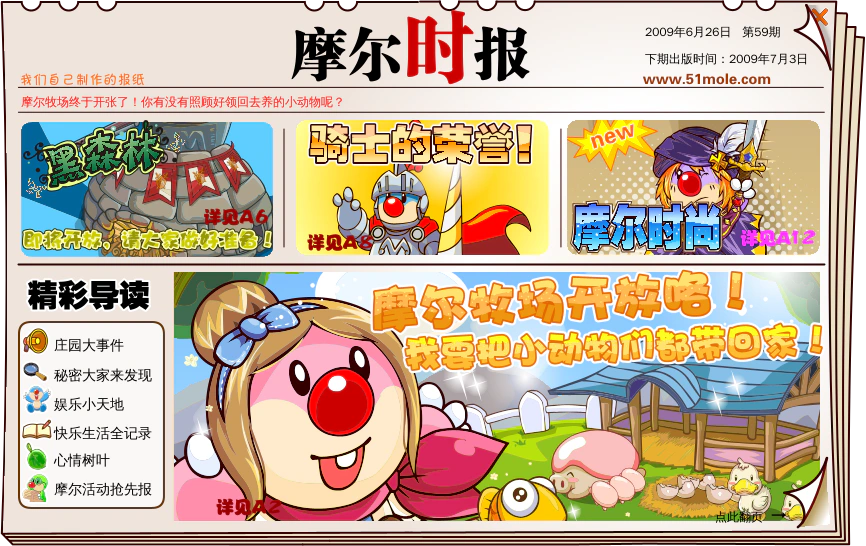 摩尔时报
2009年6月26日 第59期
下期出版时间：2009年7月3日
我们自己制作的报纸
www.51mole.com
摩尔牧场终于开张了！你有没有照顾好领回去养的小动物呢？
黑森林
详见A6
即将开放，请大家做好准备！
骑士的荣誉！
详见A8
new
摩尔时尚
详见A12
精彩导读
庄园大事件
秘密大家来发现
娱乐小天地
快乐生活全记录
心情树叶
摩尔活动抢先报
摩尔牧场开放咯！
我要把小动物们都带回家！
详见A2
点此翻页 →